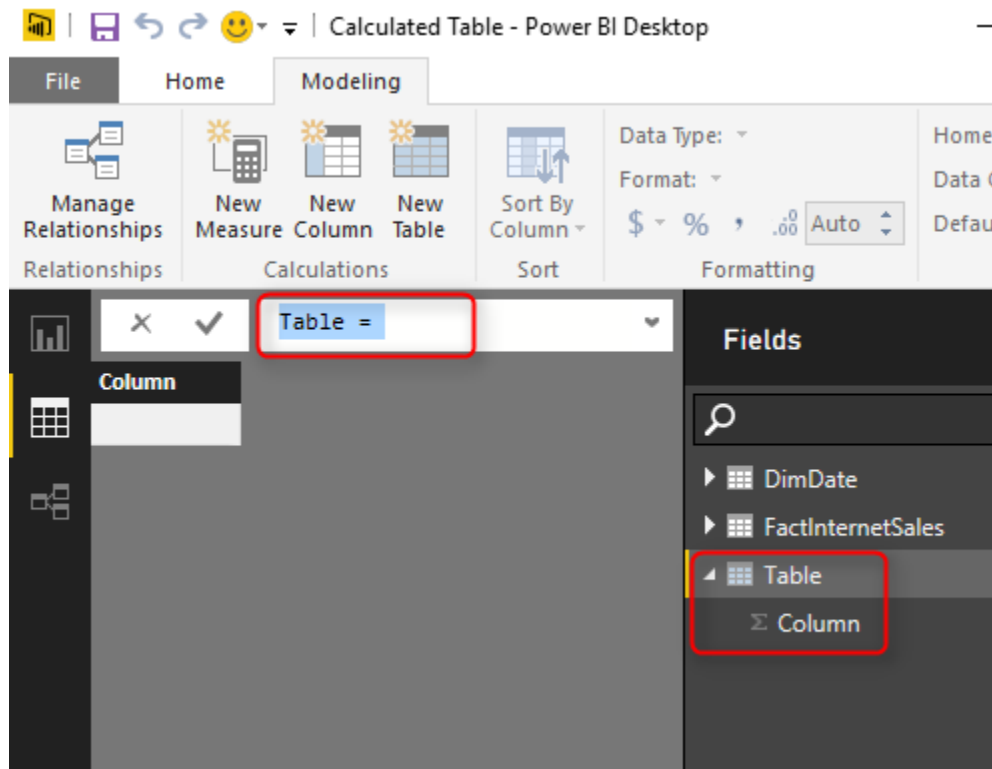 Calculated Table - Power BI Desktop
File Home Modeling
Manage Relationships
New Measure
New Column
New Table
Sort By Column
Data Type:
Format:
$ % , .00 Auto
Home
Data
Defau
Relationships Calculations Sort Formatting
Table =
Column
Fields
DimDate
FactInternetSales
Table
Σ Column